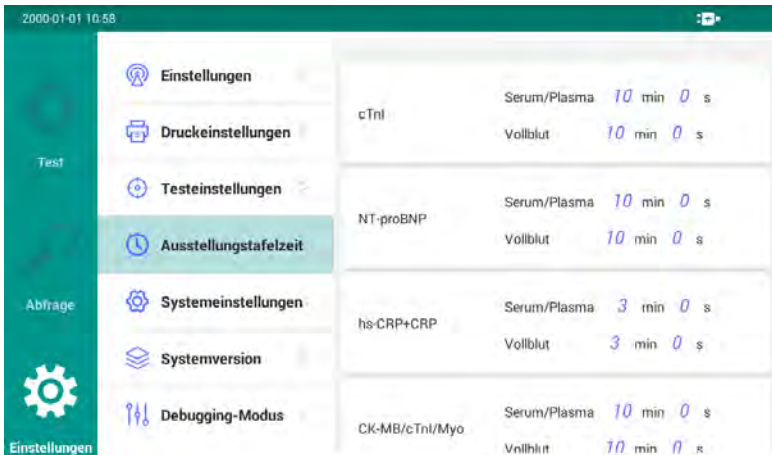 2000-01-01 10:58
Test
Abfrage
Einstellungen
Einstellungen
Druckeinstellungen
Testeinstellungen
Ausstellungstafelzeit
Systemeinstellungen
Systemversion
Debugging-Modus
cTnI
Serum/Plasma 10 min 0 s
Vollblut 10 min 0 s
NT-proBNP
Serum/Plasma 10 min 0 s
Vollblut 10 min 0 s
hs-CRP+CRP
Serum/Plasma 3 min 0 s
Vollblut 3 min 0 s
CK-MB/cTnI/Myo
Serum/Plasma 10 min 0 s
Vollblut 10 min 0 s